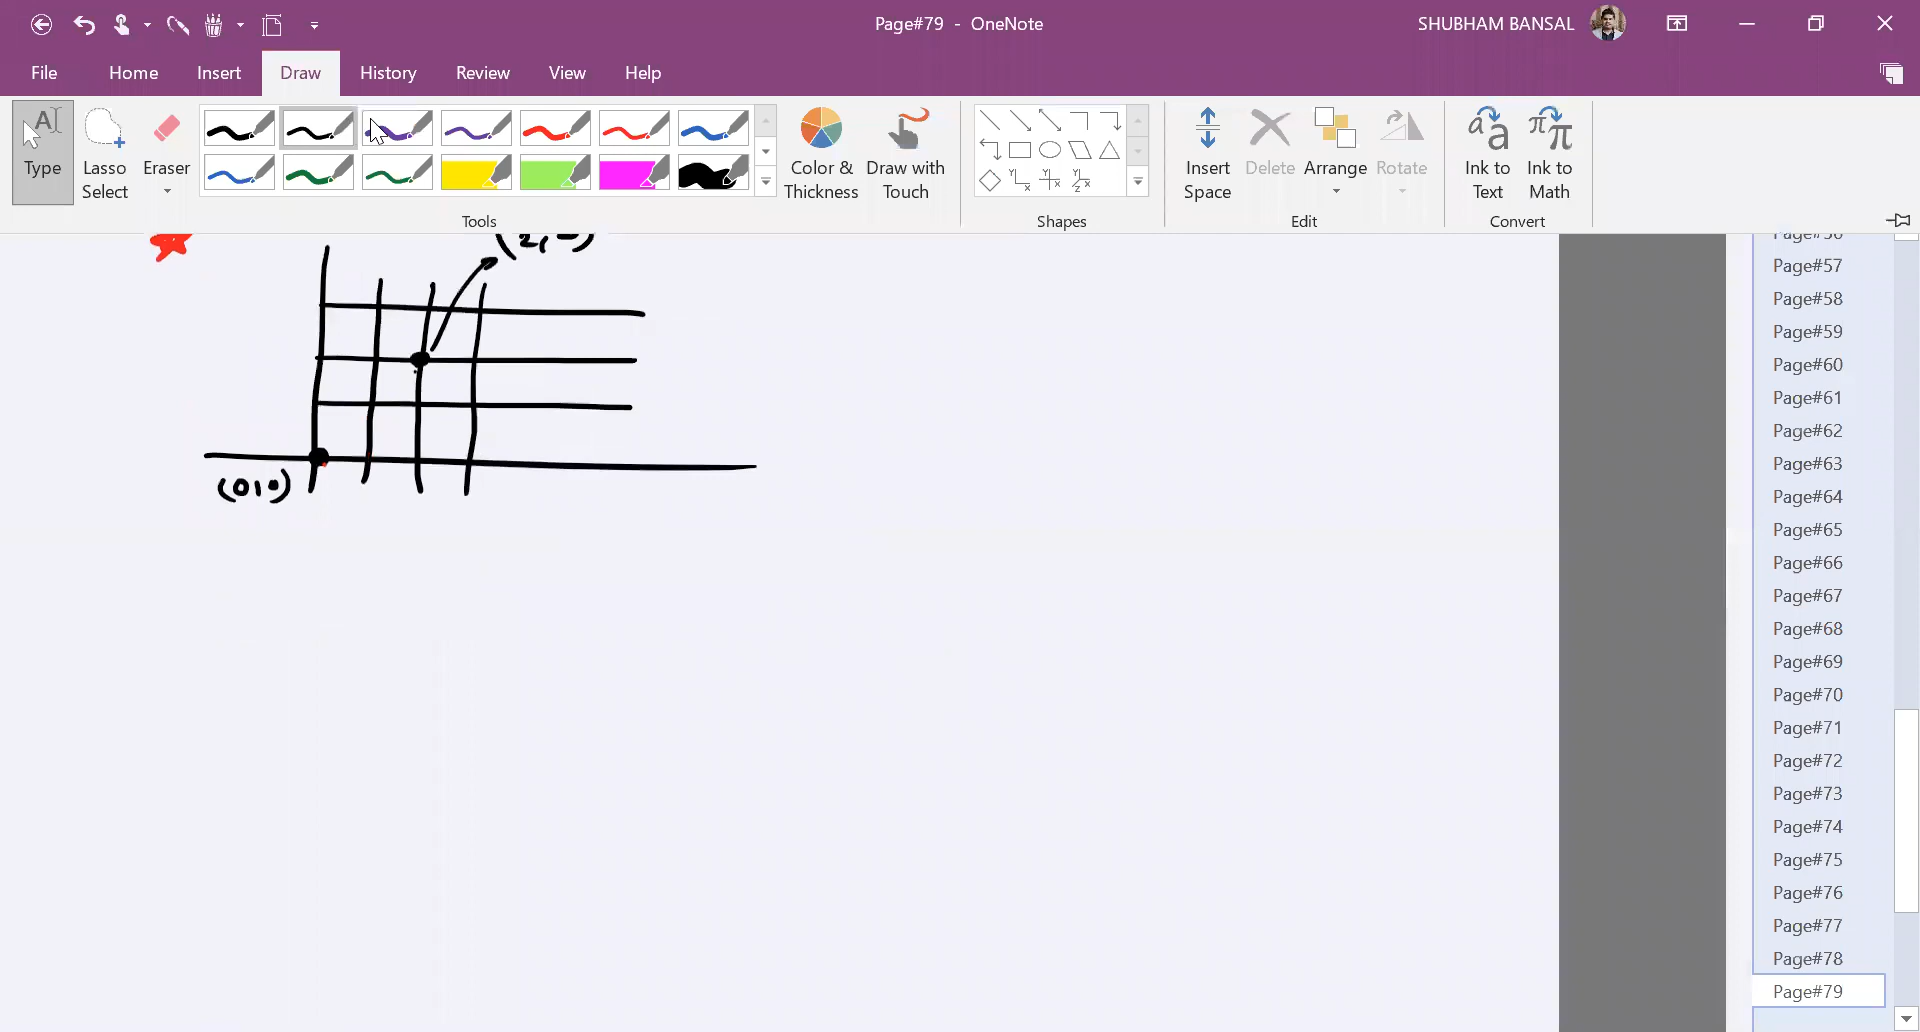 Page#79 - OneNote
SHUBHAM BANSAL
File Home Insert Draw History Review View Help
Type
Lasso Select
Eraser
Color & Thickness
Draw with Touch
Insert Space
Delete
Arrange
Rotate
Ink to Text
Ink to Math
Tools
Shapes
Edit
Convert
(0,0)
Page#57
Page#58
Page#59
Page#60
Page#61
Page#62
Page#63
Page#64
Page#65
Page#66
Page#67
Page#68
Page#69
Page#70
Page#71
Page#72
Page#73
Page#74
Page#75
Page#76
Page#77
Page#78
Page#79